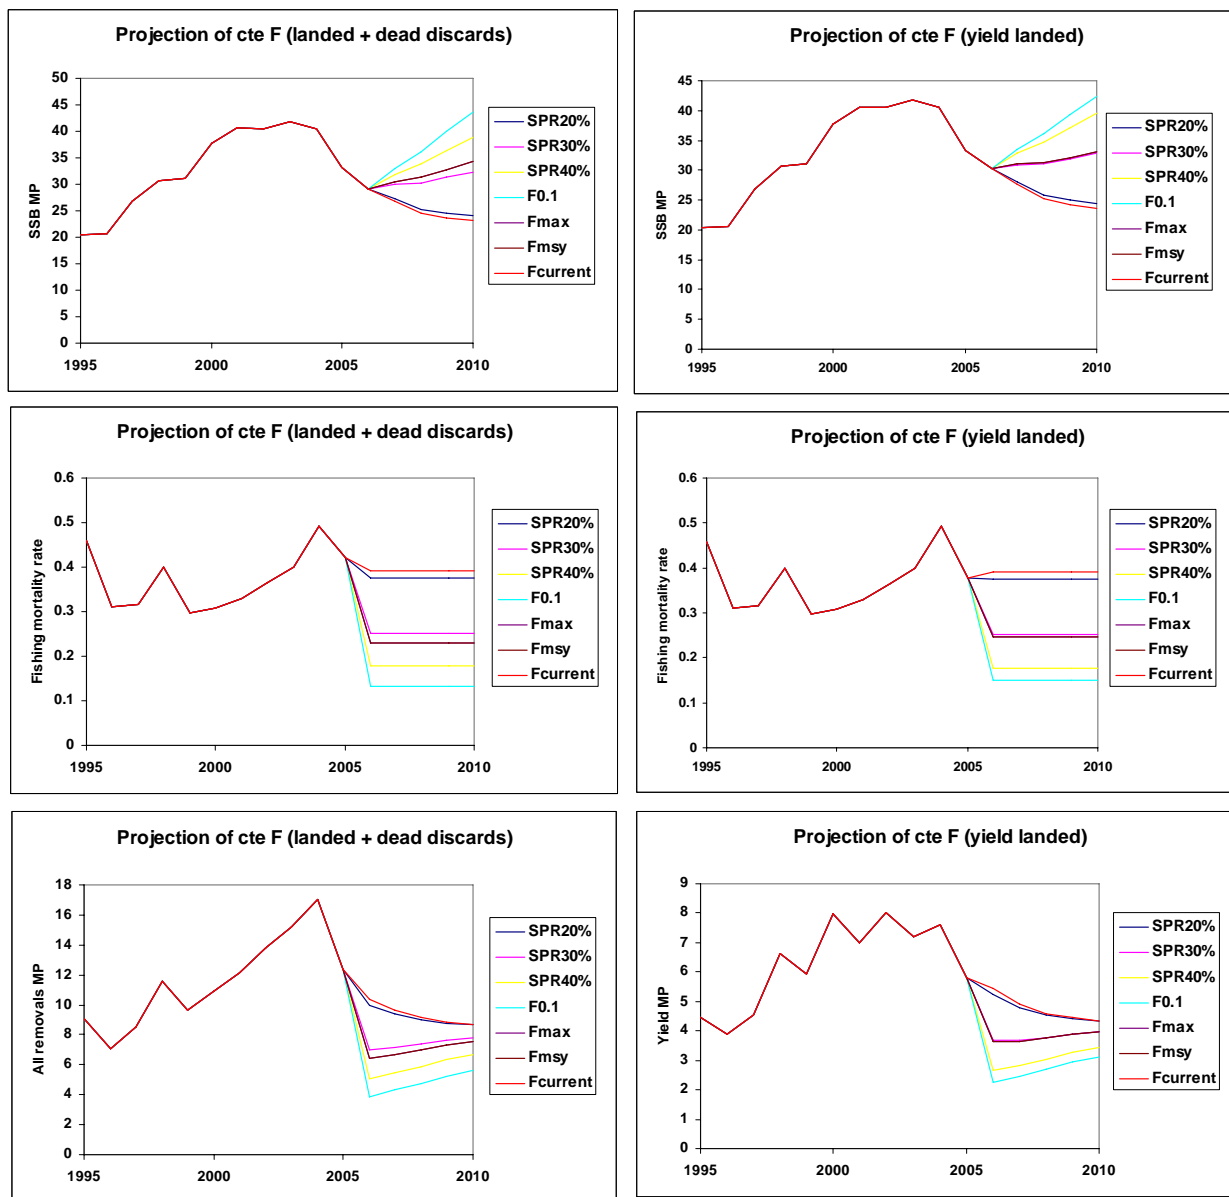 Projection of cte F (landed + dead discards)
SSB MP
50
45
40
35
30
25
20
15
10
5
0
1995 2000 2005 2010
SPR20%
SPR30%
SPR40%
F0.1
Fmax
Fmsy
Fcurrent
Projection of cte F (yield landed)
SSB MP
45
40
35
30
25
20
15
10
5
0
1995 2000 2005 2010
SPR20%
SPR30%
SPR40%
F0.1
Fmax
Fmsy
Fcurrent
Projection of cte F (landed + dead discards)
Fishing mortality rate
0.6
0.5
0.4
0.3
0.2
0.1
0
1995 2000 2005 2010
SPR20%
SPR30%
SPR40%
F0.1
Fmax
Fmsy
Fcurrent
Projection of cte F (yield landed)
Fishing mortality rate
0.6
0.5
0.4
0.3
0.2
0.1
0
1995 2000 2005 2010
SPR20%
SPR30%
SPR40%
F0.1
Fmax
Fmsy
Fcurrent
Projection of cte F (landed + dead discards)
All removals MP
18
16
14
12
10
8
6
4
2
0
1995 2000 2005 2010
SPR20%
SPR30%
SPR40%
F0.1
Fmax
Fmsy
Fcurrent
Projection of cte F (yield landed)
Yield MP
9
8
7
6
5
4
3
2
1
0
1995 2000 2005 2010
SPR20%
SPR30%
SPR40%
F0.1
Fmax
Fmsy
Fcurrent